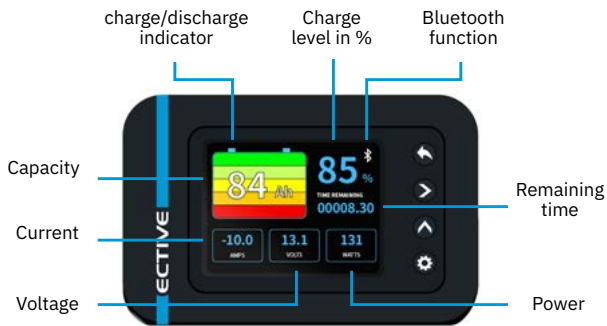 charge/discharge
indicator
Charge
level in %
Bluetooth
function
Capacity
84 Ah
85 %
TIME REMAINING
00008.30
Remaining
time
Current
-10.0
AMPS
13.1
VOLTS
131
WATTS
ECTIVE
Voltage
Power